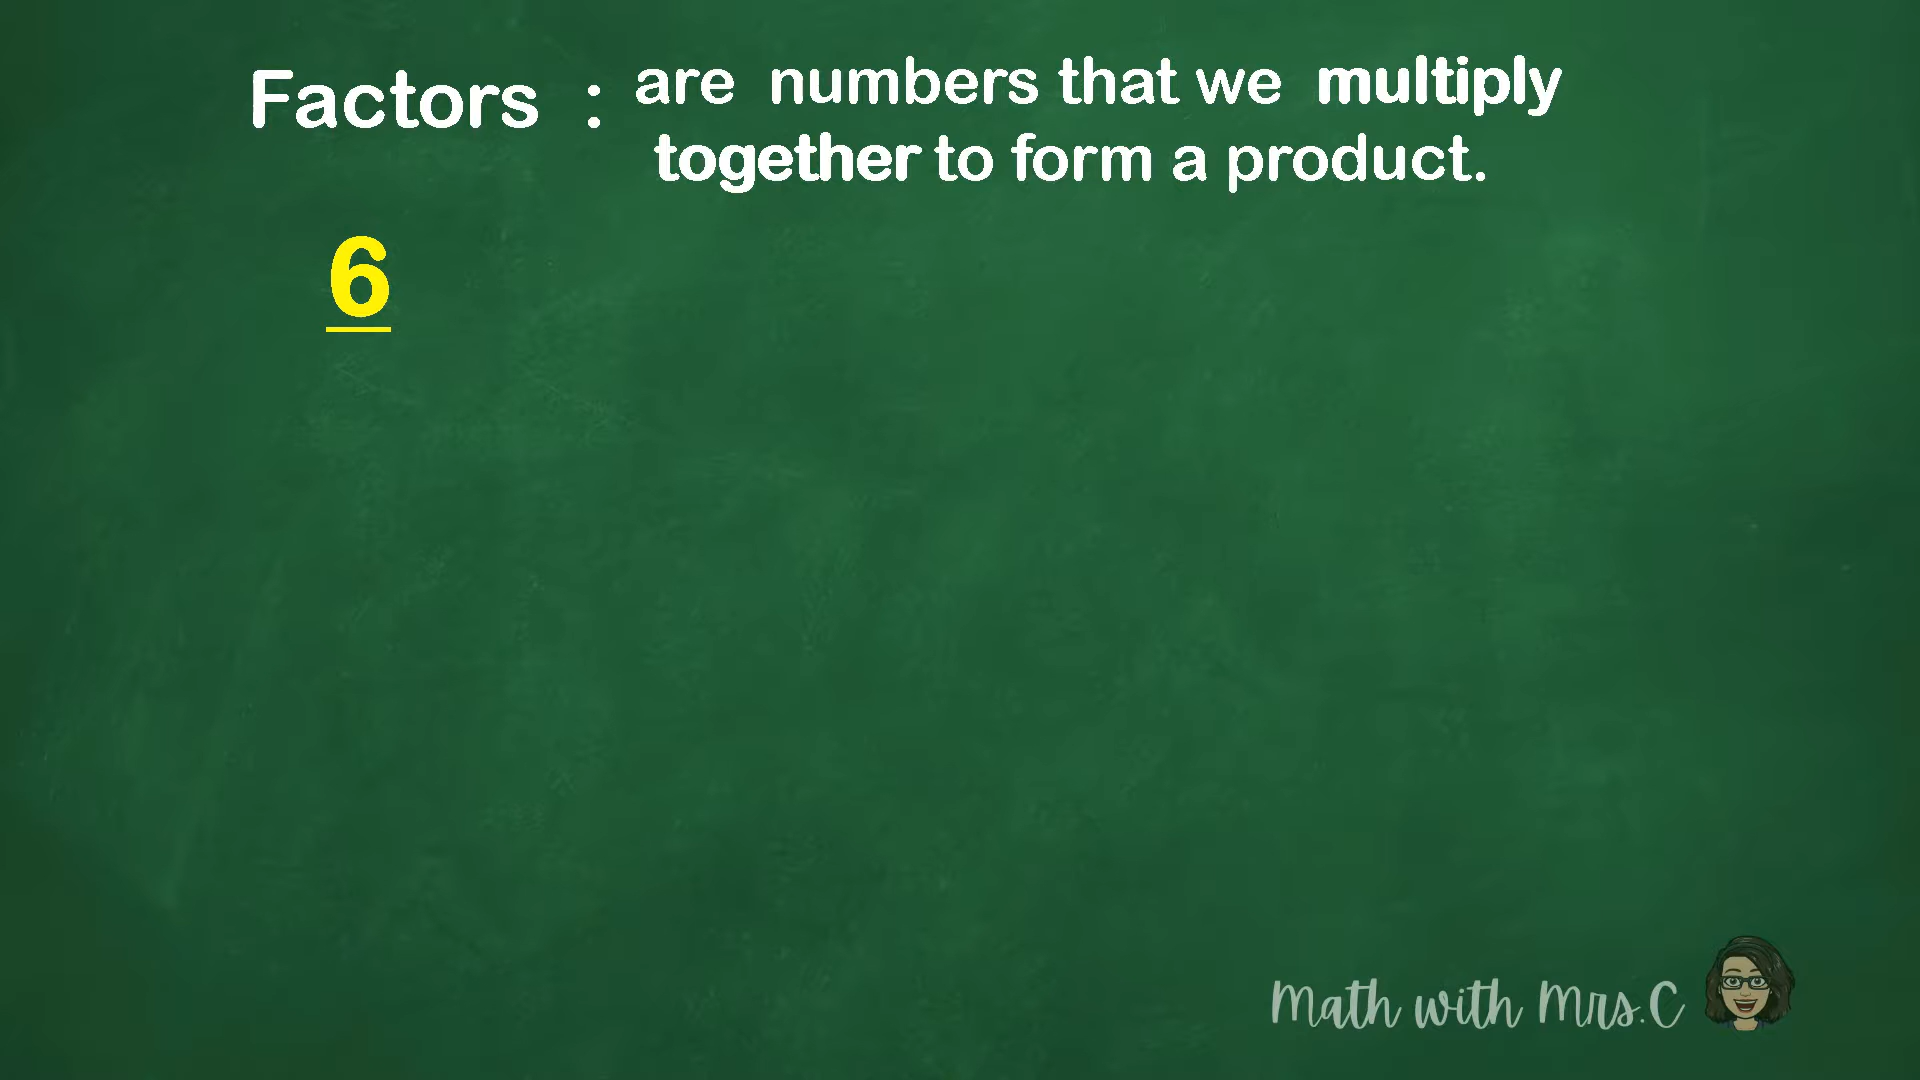 Factors : are numbers that we multiply
together to form a product.
6
Math with Mrs.C